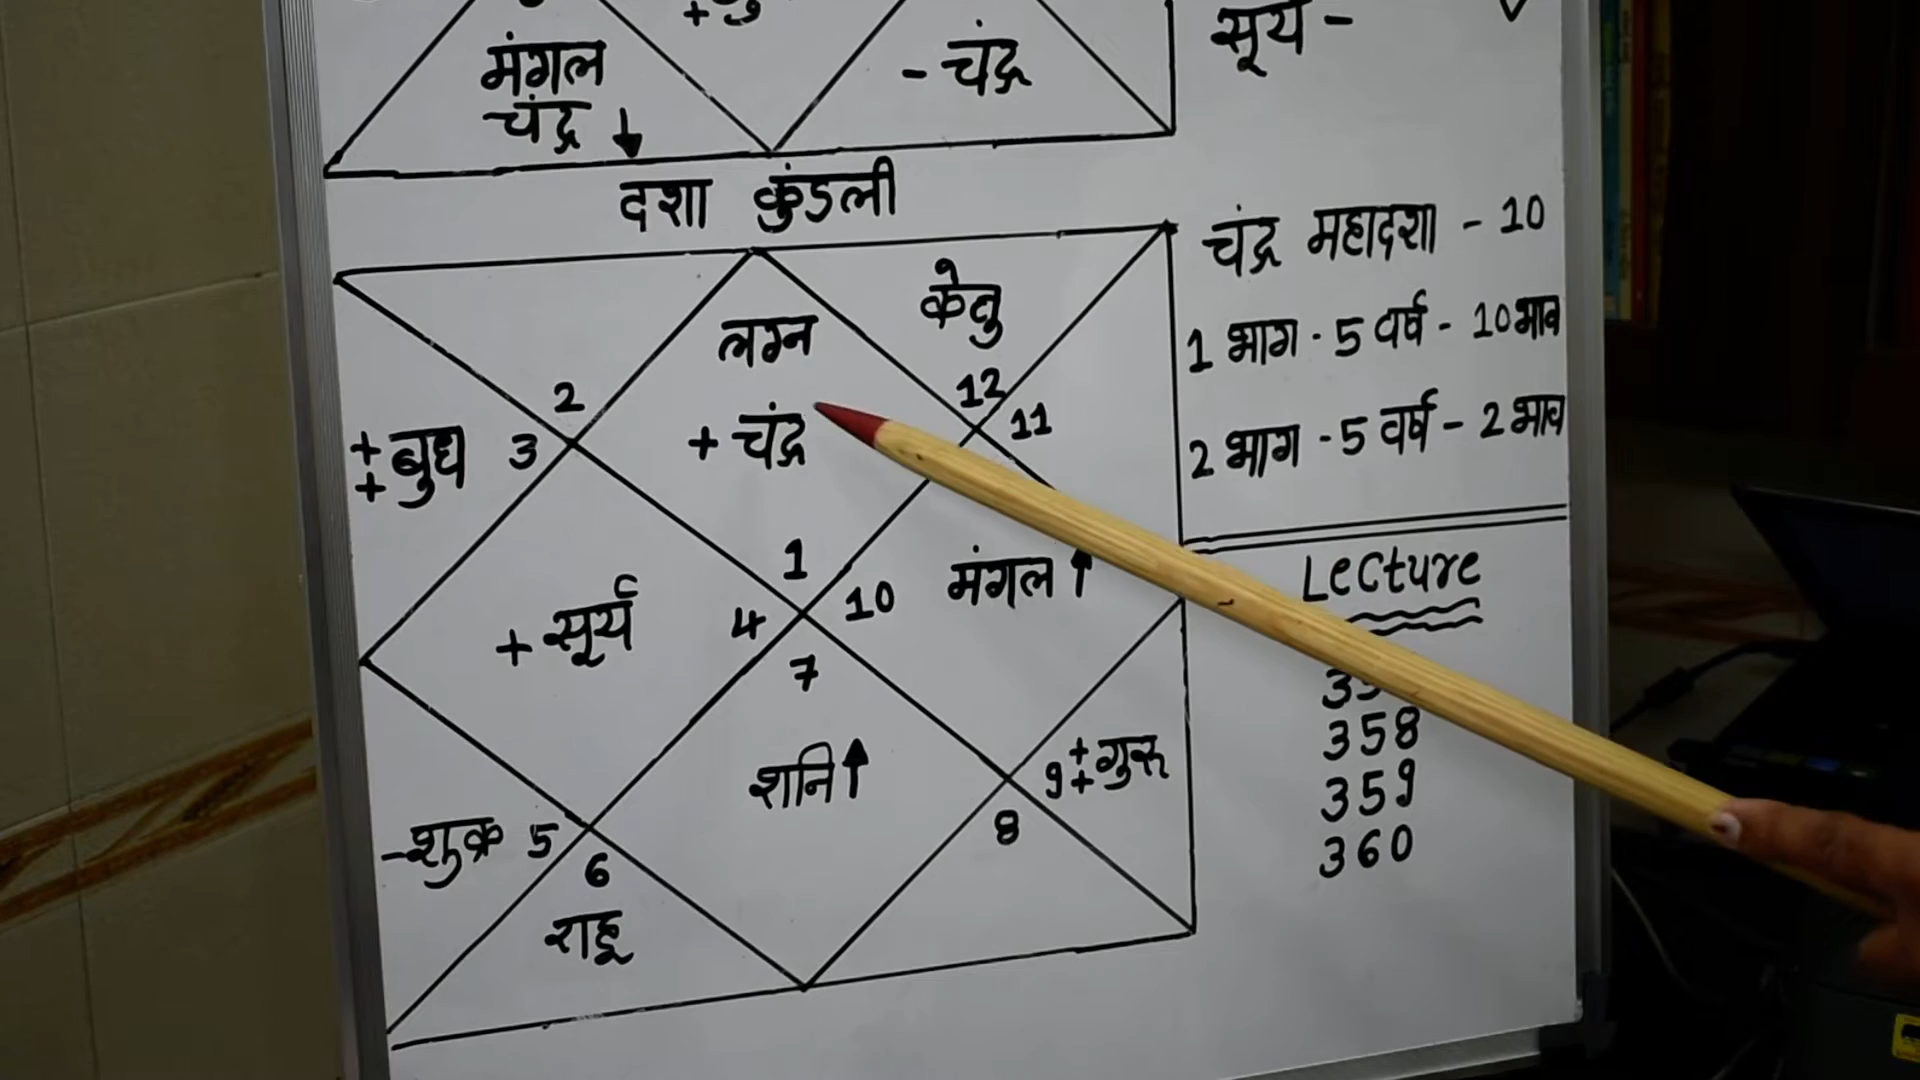 सूर्य -
मंगल
चंद्र ↓
- चंद्र
दशा कुंडली
चंद्र महादशा - 10
1 भाग - 5 वर्ष - 10 भाव
2 भाग - 5 वर्ष - 2 भाव
केतु
लग्न
2
12
+ चंद्र
11
++ बुध 3
1
मंगल ↑
+ सूर्य
4
10
7
शनि ↑
9 ++ गुरु
8
- शुक्र 5
6
राहू
Lecture
358
359
360